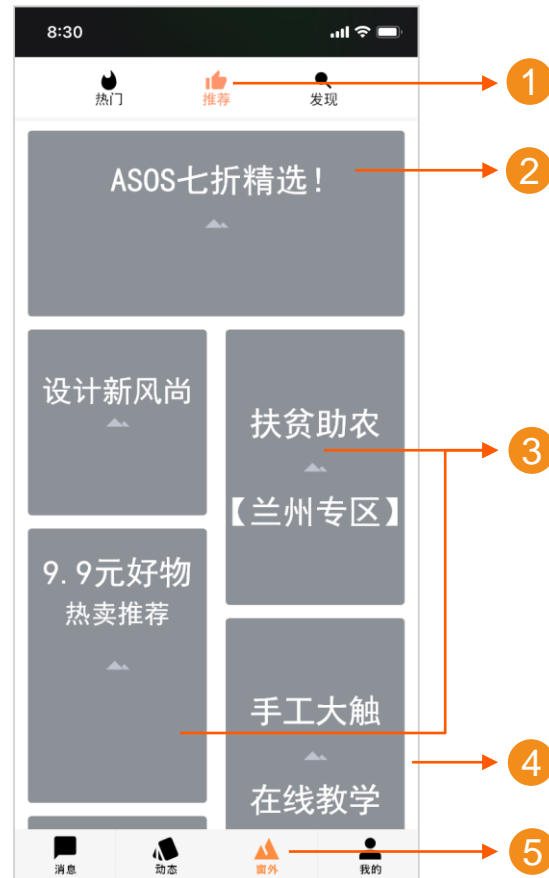 8:30
热门
推荐
发现
1
ASOS七折精选!
2
设计新风尚
扶贫助农
3
【兰州专区】
9.9元好物
热卖推荐
手工大触
4
在线教学
消息
动态
窗外
我的
5